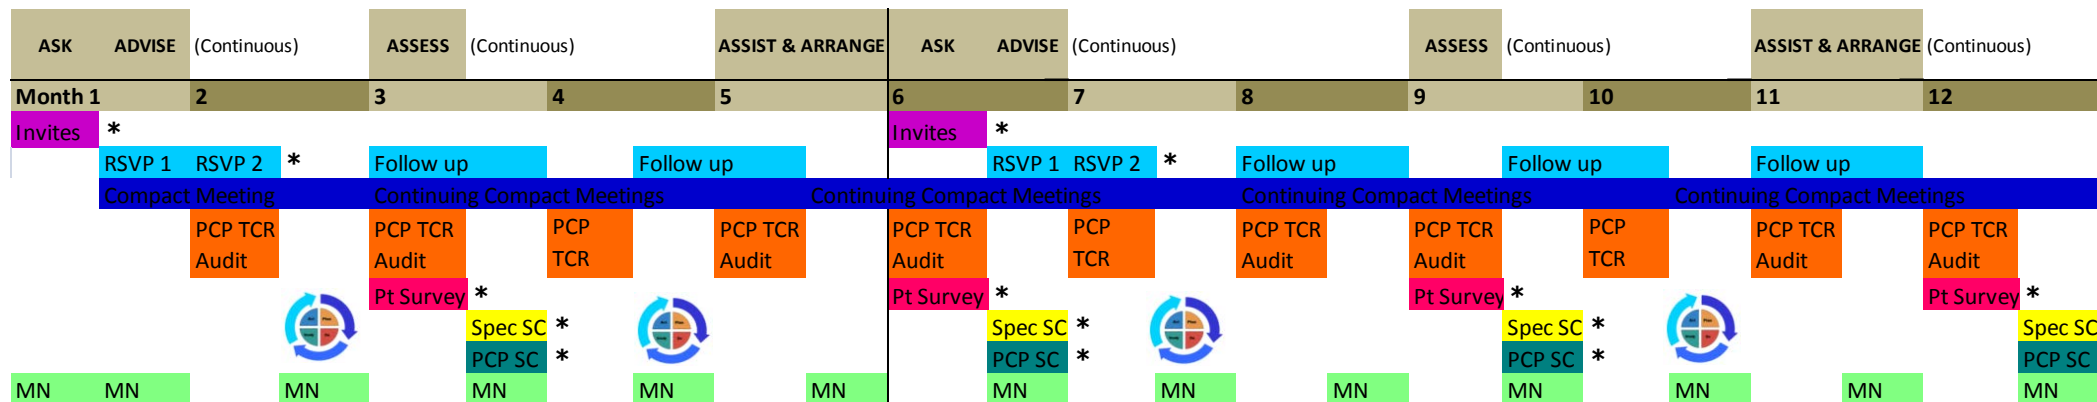 ASK ADVISE (Continuous) ASSESS (Continuous) ASSIST & ARRANGE ASK ADVISE (Continuous) ASSESS (Continuous) ASSIST & ARRANGE (Continuous)
Month 1 2 3 4 5 6 7 8 9 10 11 12
Invites * Invites *
RSVP 1 RSVP 2 * Follow up Follow up RSVP 1 RSVP 2 * Follow up Follow up Follow up
Compact Meeting Continuing Compact Meetings Continuing Compact Meetings Continuing Compact Meetings Continuing Compact Meetings
PCP TCR PCP TCR PCP PCP TCR PCP TCR PCP PCP TCR PCP TCR PCP PCP TCR PCP TCR
Audit Audit TCR Audit Audit TCR Audit Audit TCR Audit Audit
Pt Survey * Pt Survey * Pt Survey * Pt Survey *
Spec SC * Spec SC * Spec SC * Spec SC
PCP SC * PCP SC * PCP SC * PCP SC
MN MN MN MN MN MN MN MN MN MN MN MN MN